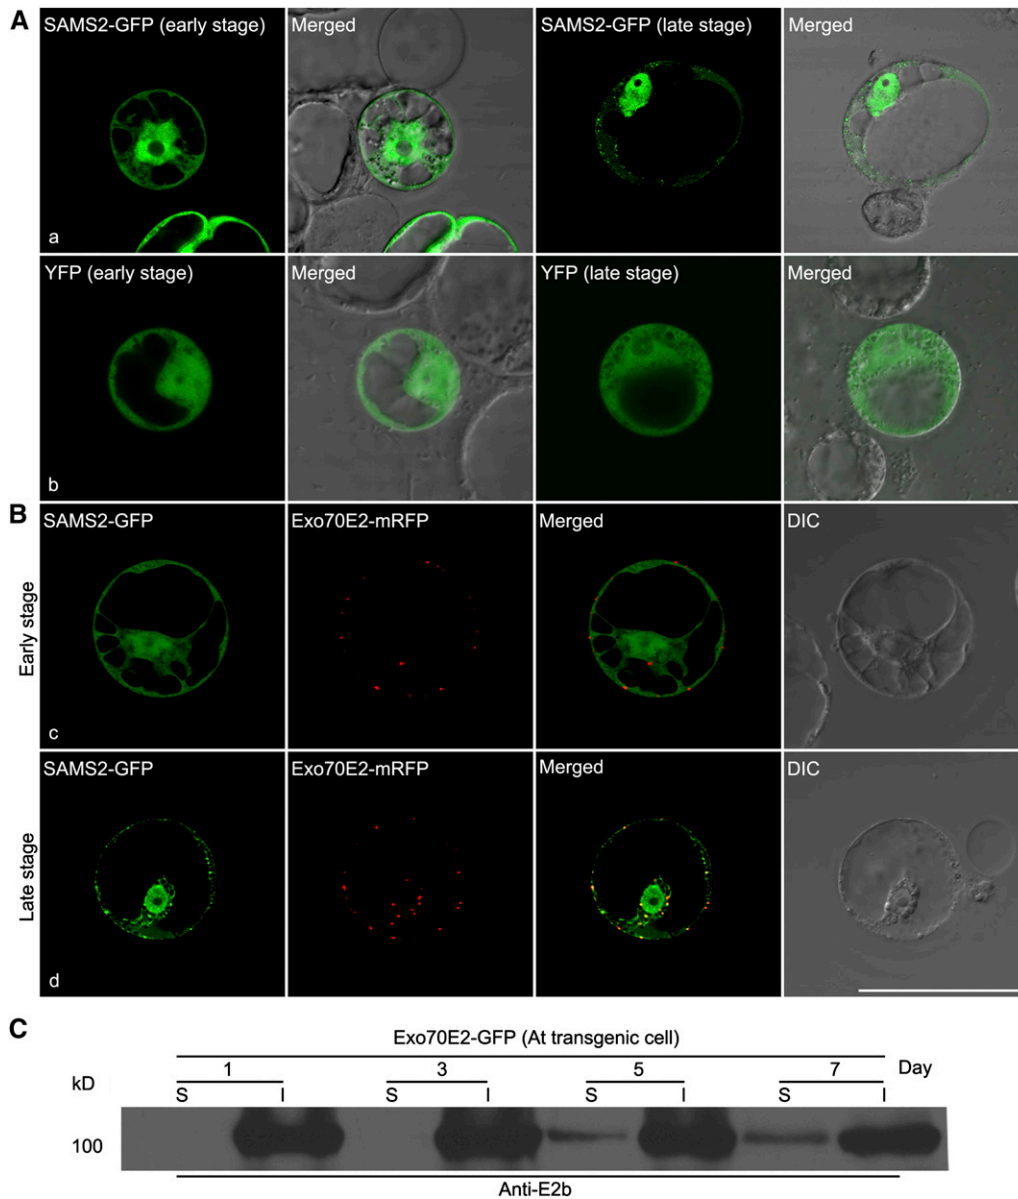 A
SAMS2-GFP (early stage) Merged SAMS2-GFP (late stage) Merged
a
YFP (early stage) Merged YFP (late stage) Merged
b
B
SAMS2-GFP Exo70E2-mRFP Merged DIC
Early stage
c
SAMS2-GFP Exo70E2-mRFP Merged DIC
Late stage
d
C
Exo70E2-GFP (At transgenic cell)
kD 1 3 5 7 Day
S I S I S I S I
100
Anti-E2b